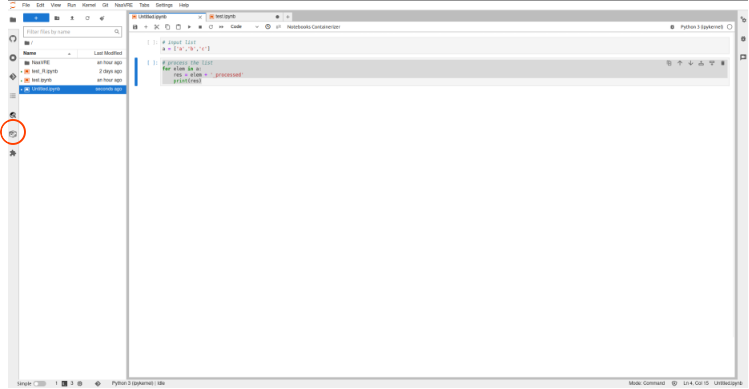 File Edit View Run Kernel Git NaaVRE Tabs Settings Help
Untitled.ipynb
test.ipynb
Code
Notebooks Containerizer
Python 3 (ipykernel)
Filter files by name
/
Name
Last Modified
NaaVRE an hour ago
test_R.ipynb 2 days ago
test.ipynb an hour ago
Untitled.ipynb seconds ago
[ ]: # input list
a = ['a','b','c']
[ ]: # process the list
for elem in a:
res = elem + '_processed'
print(res)
Simple 1 3 Python 3 (ipykernel) | Idle
Mode: Command Ln 4, Col 15 Untitled.ipynb